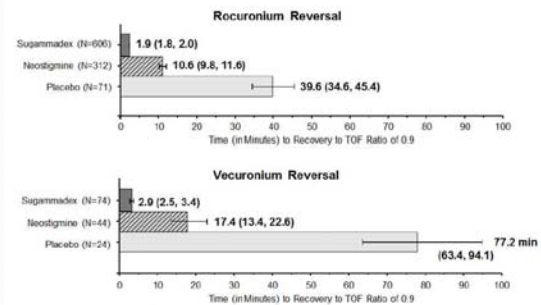 Rocuronium Reversal
Sugammadex (N=606)
1.9 (1.8, 2.0)
Neostigmine (N=312)
10.6 (9.8, 11.6)
Placebo (N=71)
39.6 (34.6, 45.4)
0 10 20 30 40 50 60 70 80 90 100
Time (in Minutes) to Recovery to TOF Ratio of 0.9
Vecuronium Reversal
Sugammadex (N=74)
2.9 (2.5, 3.4)
Neostigmine (N=44)
17.4 (13.4, 22.6)
Placebo (N=24)
77.2 min
(63.4, 94.1)
0 10 20 30 40 50 60 70 80 90 100
Time (in Minutes) to Recovery to TOF Ratio of 0.9